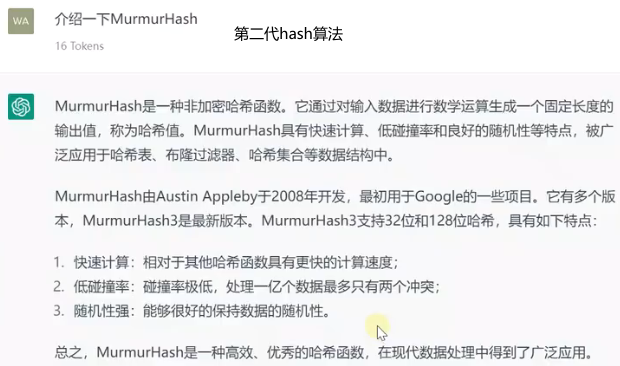 WA
介绍一下MurmurHash
16 Tokens
第二代hash算法
MurmurHash是一种非加密哈希函数。它通过对输入数据进行数学运算生成一个固定长度的
输出值，称为哈希值。MurmurHash具有快速计算、低碰撞率和良好的随机性等特点，被广
泛应用于哈希表、布隆过滤器、哈希集合等数据结构中。
MurmurHash由Austin Appleby于2008年开发，最初用于Google的一些项目。它有多个版
本，MurmurHash3是最新版本。MurmurHash3支持32位和128位哈希，具有如下特点：
1. 快速计算：相对于其他哈希函数具有更快的计算速度；
2. 低碰撞率：碰撞率极低，处理一亿个数据最多只有两个冲突；
3. 随机性强：能够很好的保持数据的随机性。
总之，MurmurHash是一种高效、优秀的哈希函数，在现代数据处理中得到了广泛应用。